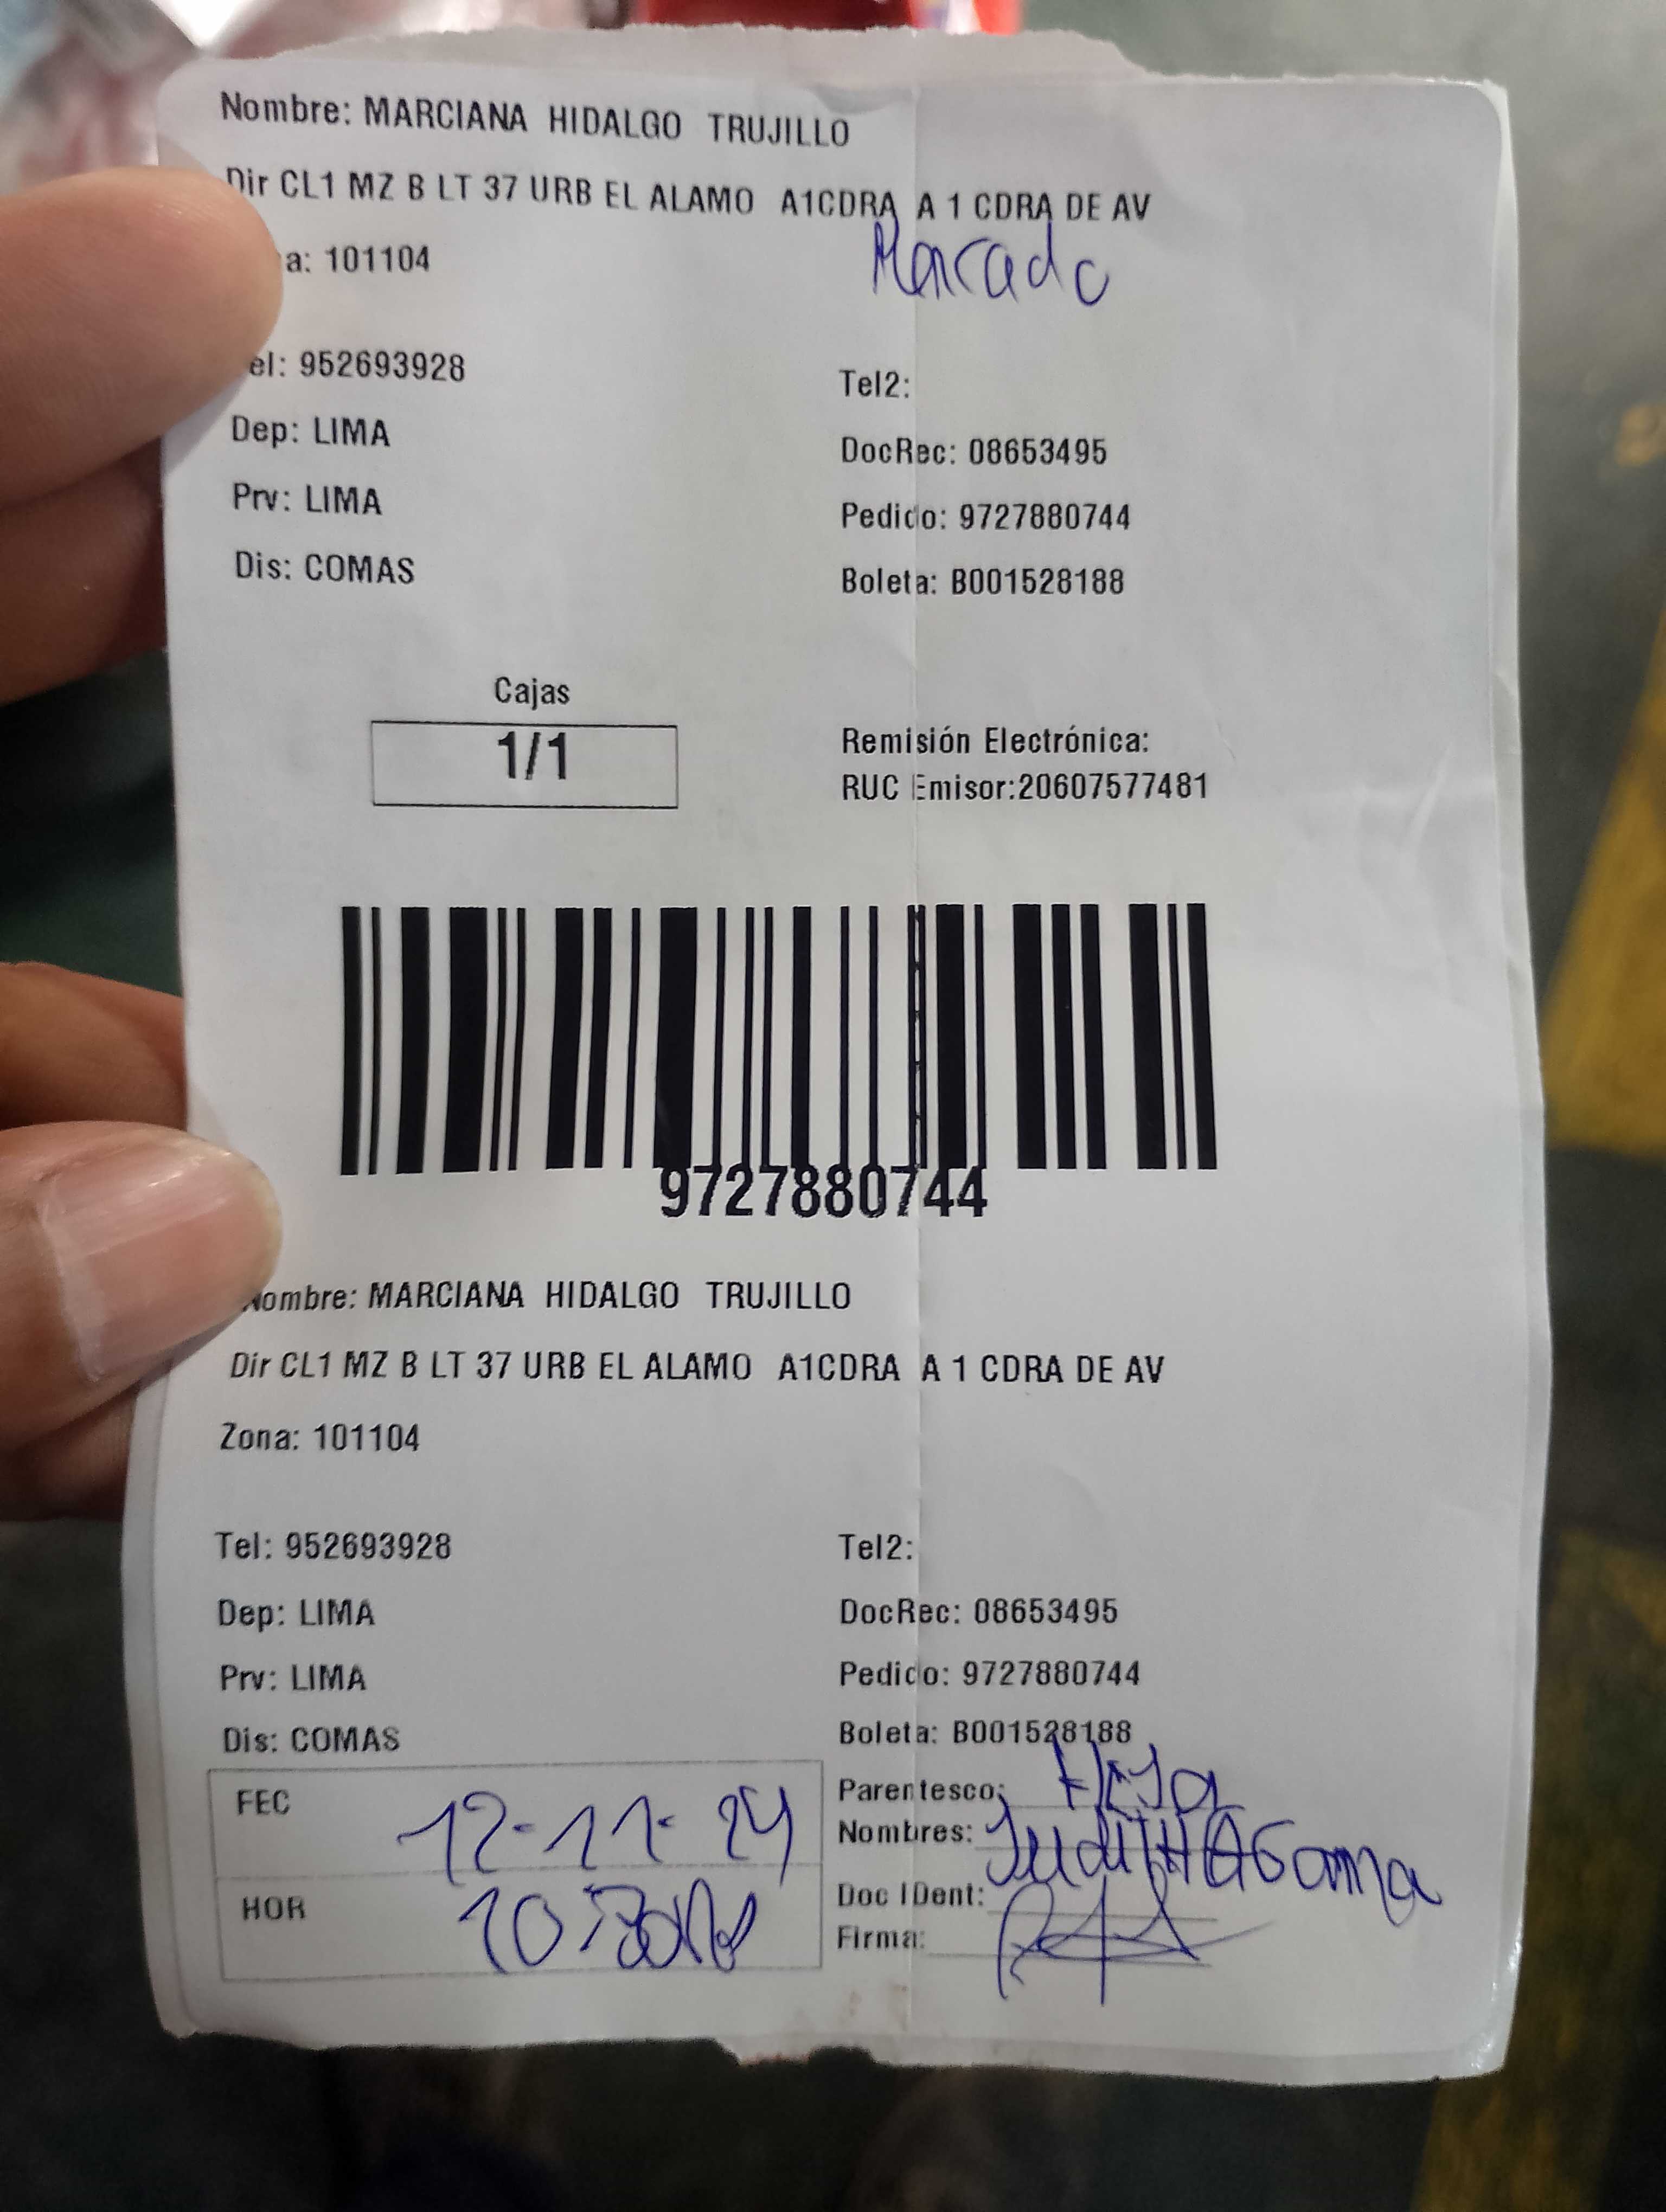 Nombre: MARCIANA HIDALGO TRUJILLO
Dir CL1 MZ B LT 37 URB EL ALAMO A1CDRA A 1 CDRA DE AV
a: 101104
Marcado
el: 952693928
Tel2:
Dep: LIMA
DocRec: 08653495
Prv: LIMA
Pedido: 9727880744
Dis: COMAS
Boleta: B001528188
Cajas
1/1
Remisión Electrónica:
RUC Emisor:20607577481
9727880744
Nombre: MARCIANA HIDALGO TRUJILLO
Dir CL1 MZ B LT 37 URB EL ALAMO A1CDRA A 1 CDRA DE AV
Zona: 101104
Tel: 952693928
Tel2:
Dep: LIMA
DocRec: 08653495
Prv: LIMA
Pedido: 9727880744
Dis: COMAS
Boleta: B001528188
FEC 12-11-24
Parentesco: HIJa
Nombres: JudiTH AGama
HOR
Doc IDent:
Firma: